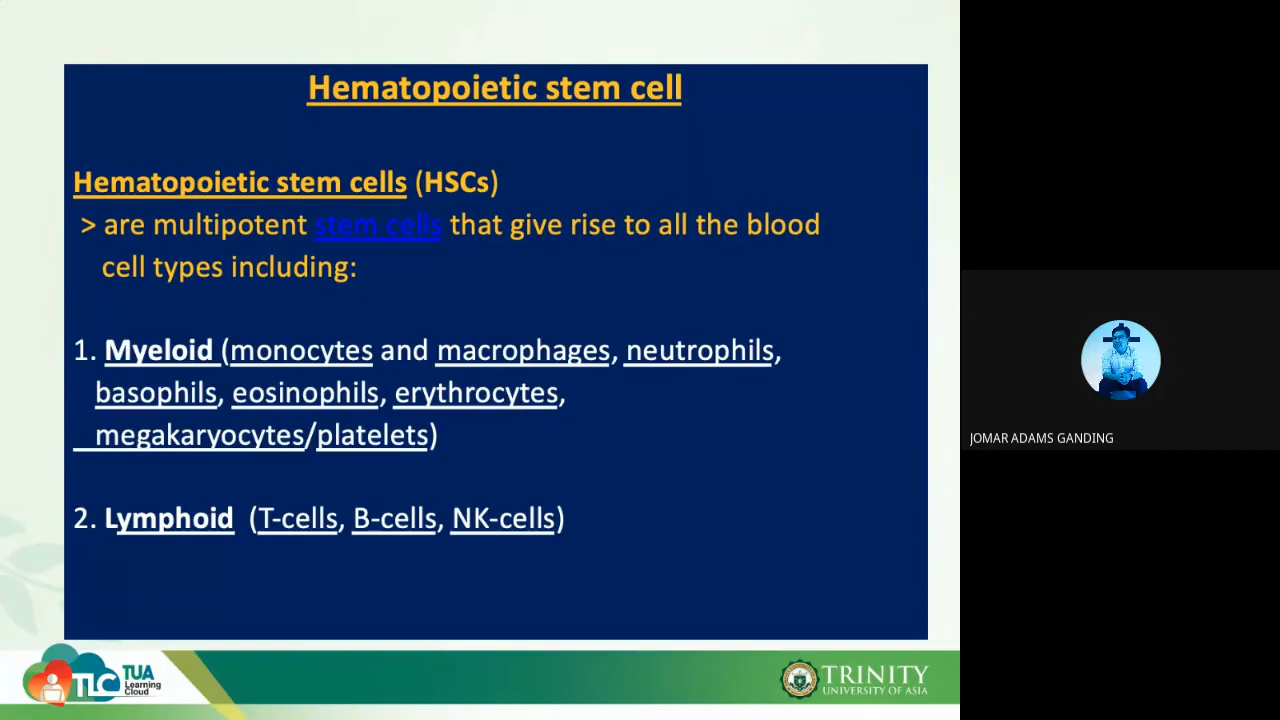 Hematopoietic stem cell
Hematopoietic stem cells (HSCs)
> are multipotent stem cells that give rise to all the blood
cell types including:
1. Myeloid (monocytes and macrophages, neutrophils,
basophils, eosinophils, erythrocytes,
megakaryocytes/platelets)
2. Lymphoid (T-cells, B-cells, NK-cells)
JOMAR ADAMS GANDING
TLC
TUA
Learning
Cloud
TRINITY
UNIVERSITY OF ASIA